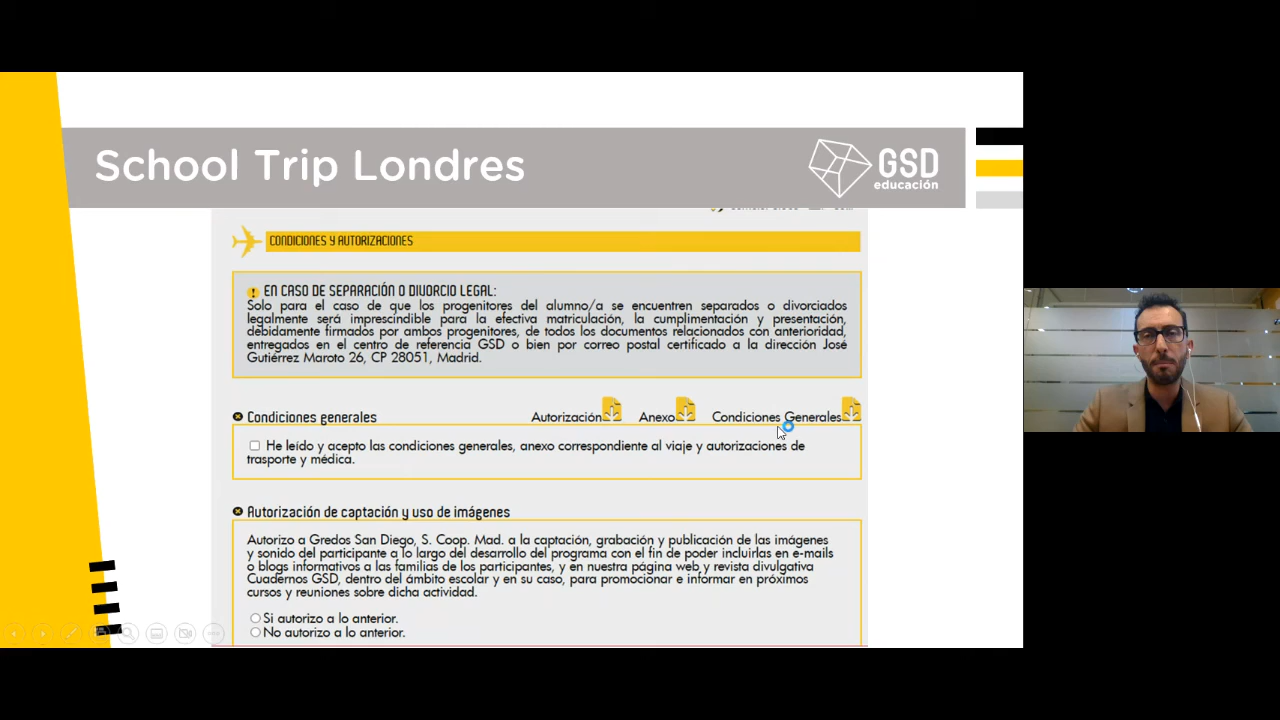 School Trip Londres
GSD
educación
CONDICIONES Y AUTORIZACIONES
EN CASO DE SEPARACIÓN O DIVORCIO LEGAL:
Solo para el caso de que los progenitores del alumno/a se encuentren separados o divorciados
legalmente será imprescindible para la efectiva matriculación, la cumplimentación y presentación,
debidamente firmados por ambos progenitores, de todos los documentos relacionados con anterioridad,
entregados en el centro de referencia GSD o bien por correo postal certificado a la dirección José
Gutiérrez Maroto 26, CP 28051, Madrid.
Condiciones generales
Autorización
Anexo
Condiciones Generales
He leído y acepto las condiciones generales, anexo correspondiente al viaje y autorizaciones de
trasporte y médica.
Autorización de captación y uso de imágenes
Autorizo a Gredos San Diego, S. Coop. Mad. a la captación, grabación y publicación de las imágenes
y sonido del participante a lo largo del desarrollo del programa con el fin de poder incluirlas en e-mails
o blogs informativos a las familias de los participantes, y en nuestra página web y revista divulgativa
Cuadernos GSD, dentro del ámbito escolar y en su caso, para promocionar e informar en próximos
cursos y reuniones sobre dicha actividad.
Si autorizo a lo anterior.
No autorizo a lo anterior.